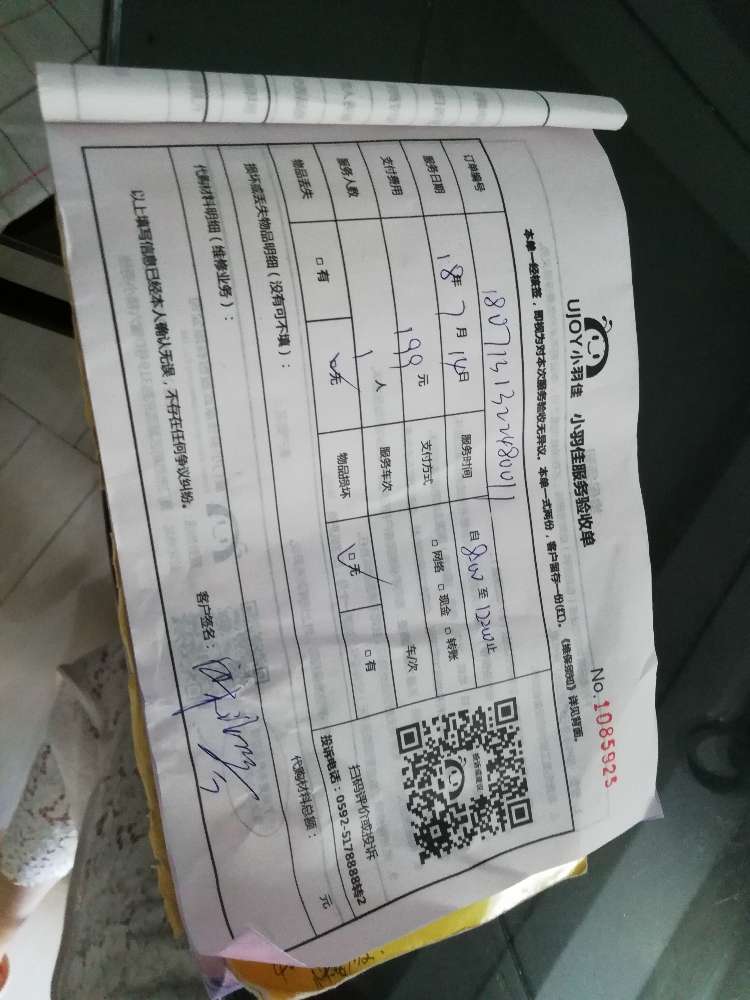 UJOY小羽佳 小羽佳服务验收单 No.1085923
本单一经接签,即视为对本次服务验收无异议。本单一式两份,客户留存一份(红)。《维保须知》详见背面。
订单编号 180713132248001
服务日期 18年7月14日 服务时间 自8:00至12:00止
支付费用 199元 支付方式 □网络 □现金 □转账
服务人数 1人 服务车次 车/次
物品丢失 □有 □无 物品损坏 □无 □有
扫码评价或投诉
投诉电话:0592-5178888转2
损坏或丢失物品明细(没有可不填):
代购材料明细(维修业务): 代购材料总额: 元
以上填写信息已经本人确认无误,不存在任何争议纠纷。 客户签名: